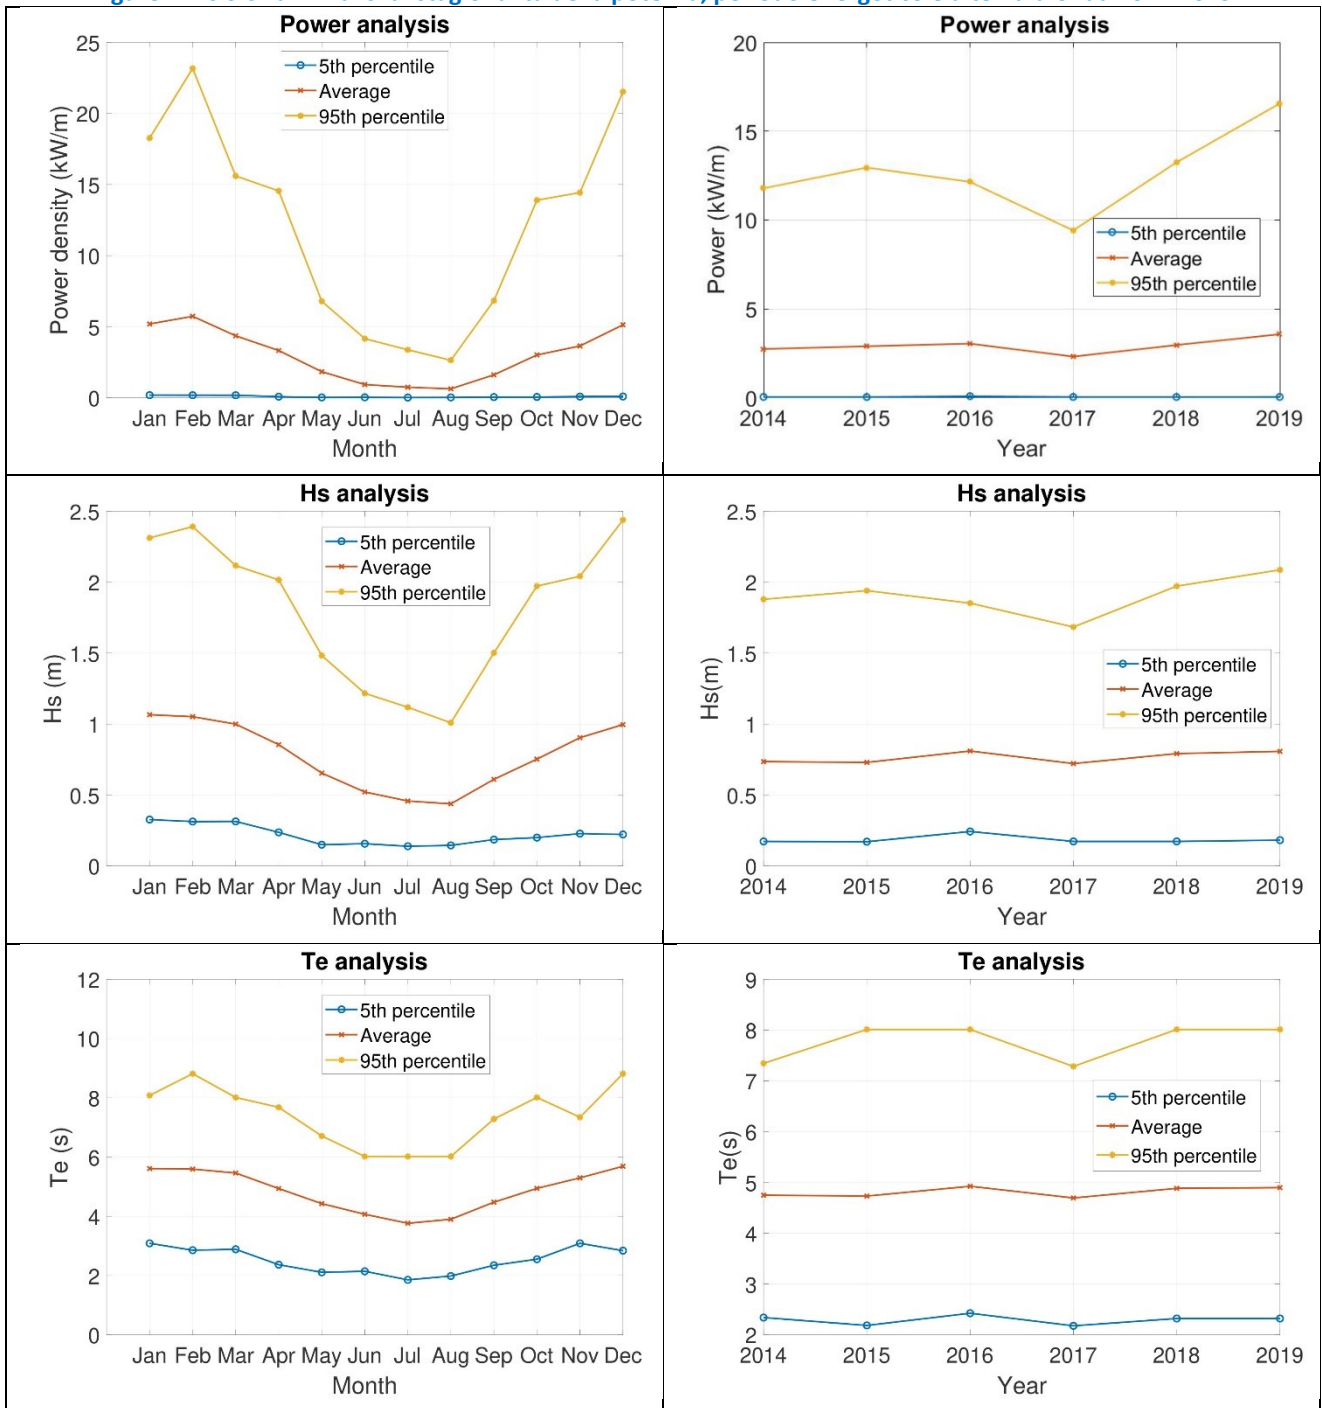 Power analysis
25
20
15
10
5
0
Power density (kW/m)
5th percentile
Average
95th percentile
Jan Feb Mar Apr May Jun Jul Aug Sep Oct Nov Dec
Month
Power analysis
20
15
10
5
0
Power (kW/m)
5th percentile
Average
95th percentile
2014 2015 2016 2017 2018 2019
Year
Hs analysis
2.5
2
1.5
1
0.5
0
Hs (m)
5th percentile
Average
95th percentile
Jan Feb Mar Apr May Jun Jul Aug Sep Oct Nov Dec
Month
Hs analysis
2.5
2
1.5
1
0.5
0
Hs(m)
5th percentile
Average
95th percentile
2014 2015 2016 2017 2018 2019
Year
Te analysis
12
10
8
6
4
2
0
Te (s)
5th percentile
Average
95th percentile
Jan Feb Mar Apr May Jun Jul Aug Sep Oct Nov Dec
Month
Te analysis
9
8
7
6
5
4
3
2
Te(s)
5th percentile
Average
95th percentile
2014 2015 2016 2017 2018 2019
Year